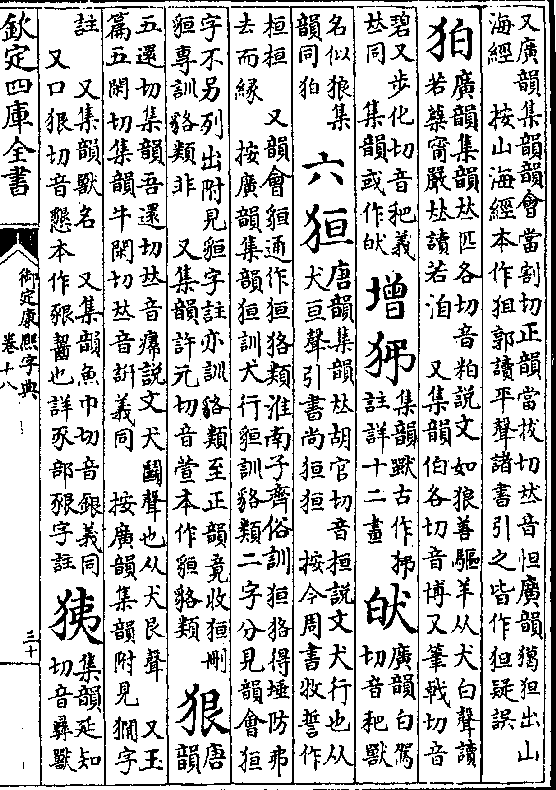 又廣韻集韻韻會當割切正韻當拔切𠀤音怛廣韻獦狚出山
海經 按山海經本作狙郭讀平聲諸書引之皆作狚疑誤
狛廣韻集韻𠀤匹各切音粕說文如狼善驅羊从犬白聲讀
若蘗甯嚴𠀤讀若泊 又集韻伯各切音博又筆戟切音
碧又步化切音䎬義
𠀤同 集韻或作㹮 增㹃集韻獸古作㹃
註詳十二畫 㹮廣韻白駕
切音䎬獸
名似狼集
韻同狛 六狟唐韻集韻𠀤胡官切音桓說文犬行也从
犬亘聲引書尚狟狟 按今周書牧誓作
桓桓 又韻會貆通作狟狢類淮南子齊俗訓狟狢得埵防弗
去而緣 按廣韻集韻狟訓犬行貆訓貉類二字分見韻會狟
字不另列出附見貆字註亦訓貉類至正韻竟收狟刪
貆專訓貉類非 又集韻許元切音萱本作貆貉類 狠唐
韻
五還切集韻吾還切𠀤音𤸷說文犬鬭聲也从犬艮聲 又玉
篇五閑切集韻牛閑切𠀤音訮義同 按廣韻集韻附見㺊字
註 又集韻獸名 又集韻魚巾切音銀義同
又口狠切音懇本作豤齧也詳豕部豤字註 㹫集韻延知
切音彝獸
欽定四庫全書
御定康熙字典
卷十八
三十